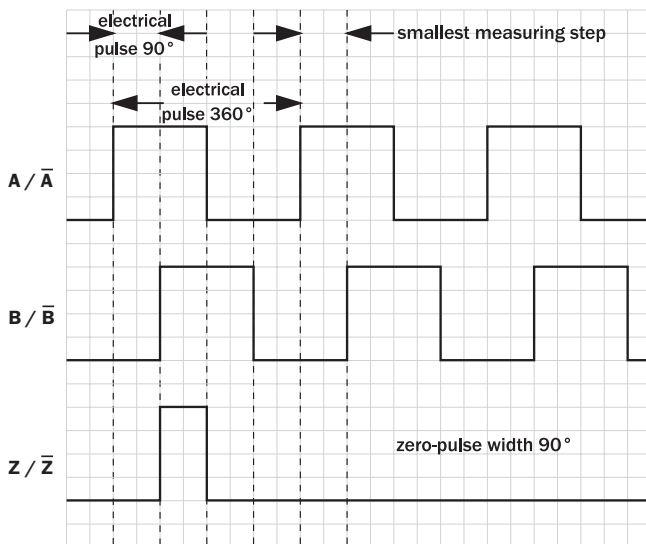 electrical
pulse 90°
smallest measuring step
electrical
pulse 360°
A / A̅
B / B̅
zero-pulse width 90°
Z / Z̅